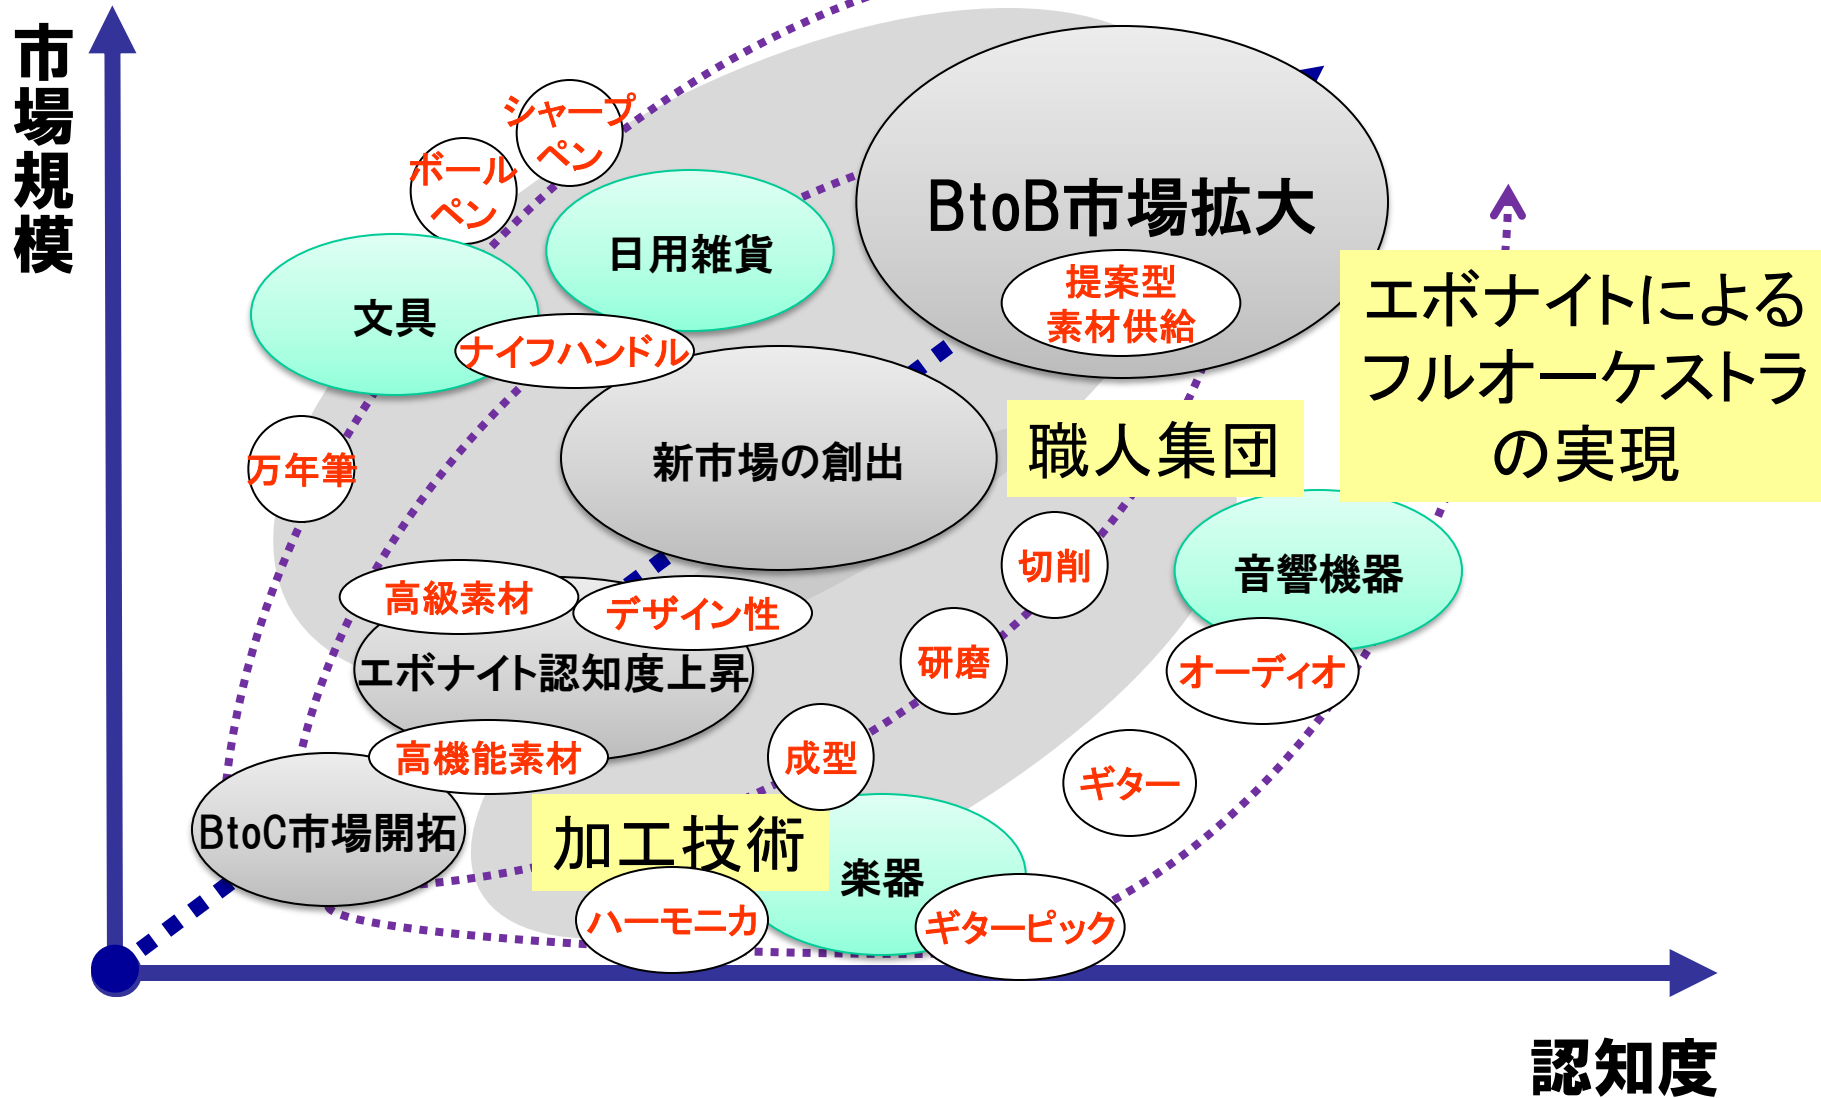 市場規模
シャープ
ペン
ボール
ペン
日用雑貨
文具
ナイフハンドル
BtoB市場拡大
提案型
素材供給
エボナイトによる
フルオーケストラ
の実現
万年筆
新市場の創出
職人集団
切削
音響機器
高級素材
デザイン性
エボナイト認知度上昇
研磨
オーディオ
高機能素材
成型
ギター
BtoC市場開拓
加工技術
楽器
ハーモニカ
ギターピック
認知度